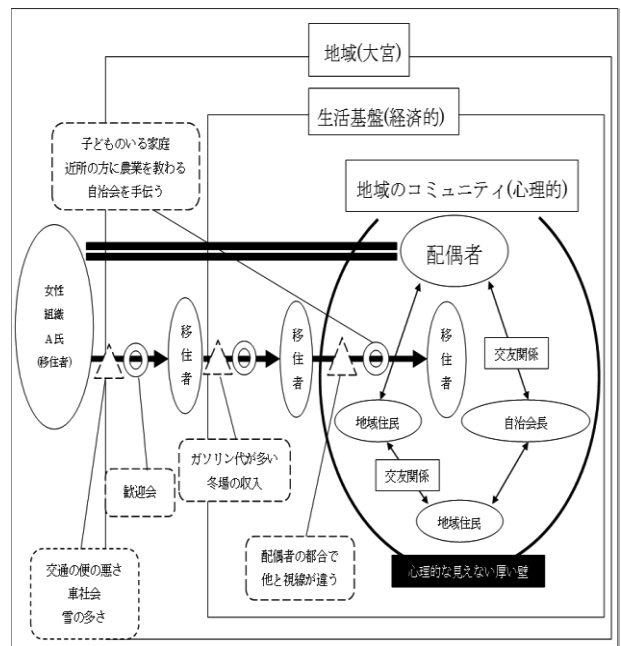 地域(大宮)
生活基盤(経済的)
子どものいる家庭
近所の方に農業を教わる
自治会を手伝う
地域のコミュニティ(心理的)
配偶者
女性
組織
A氏
(移住者)
移住者
移住者
移住者
交友関係
地域住民
自治会長
交友関係
地域住民
ガソリン代が多い
冬場の収入
歓迎会
配偶者の都合で
他と視線が違う
心理的な見えない厚い壁
交通の便の悪さ
車社会
雪の多さ